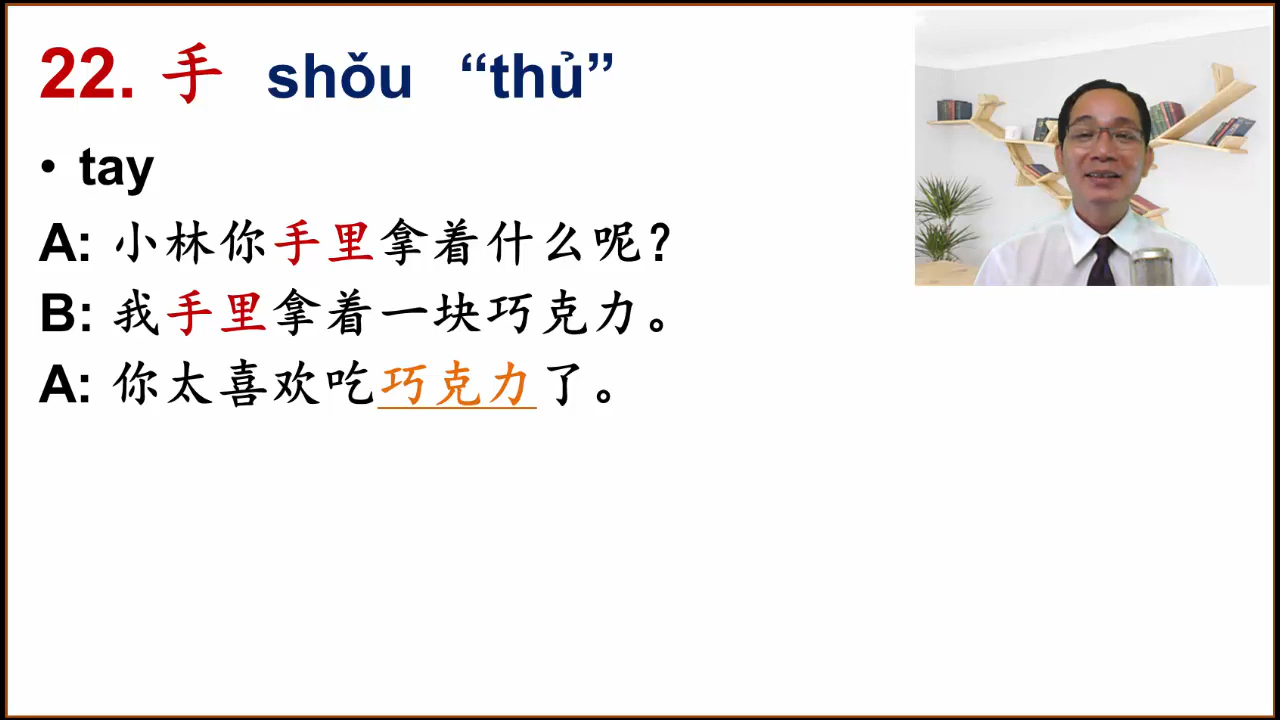 22. 手 shǒu “thủ”
• tay
A: 小林你手里拿着什么呢？
B: 我手里拿着一块巧克力。
A: 你太喜欢吃巧克力了。